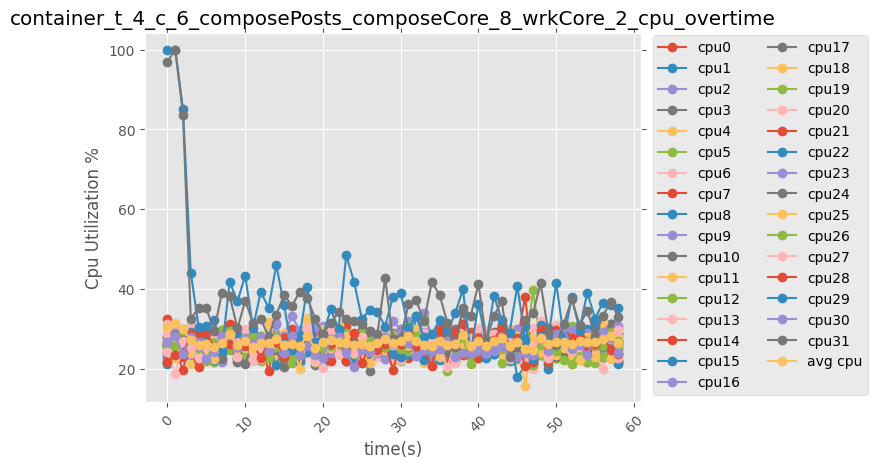 container_t_4_c_6_composePosts_composeCore_8_wrkCore_2_cpu_overtime
Cpu Utilization %
100
80
60
40
20
0
10
20
30
40
50
60
time(s)
cpu0
cpu1
cpu2
cpu3
cpu4
cpu5
cpu6
cpu7
cpu8
cpu9
cpu10
cpu11
cpu12
cpu13
cpu14
cpu15
cpu16
cpu17
cpu18
cpu19
cpu20
cpu21
cpu22
cpu23
cpu24
cpu25
cpu26
cpu27
cpu28
cpu29
cpu30
cpu31
avg cpu